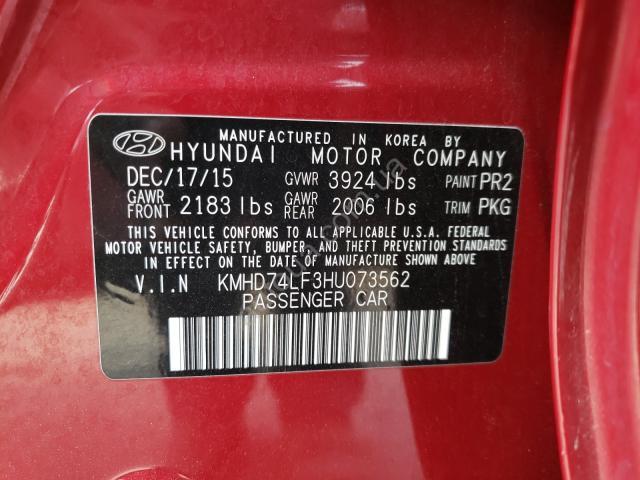 MANUFACTURED IN KOREA BY
HYUNDAI MOTOR COMPANY
DEC/17/15 GVWR 3924 lbs PAINT PR2
GAWR FRONT 2183 lbs GAWR REAR 2006 lbs TRIM PKG
THIS VEHICLE CONFORMS TO ALL APPLICABLE U.S.A. FEDERAL
MOTOR VEHICLE SAFETY, BUMPER, AND THEFT PREVENTION STANDARDS
IN EFFECT ON THE DATE OF MANUFACTURE SHOWN ABOVE.
V.I.N KMHD74LF3HU073562
PASSENGER CAR